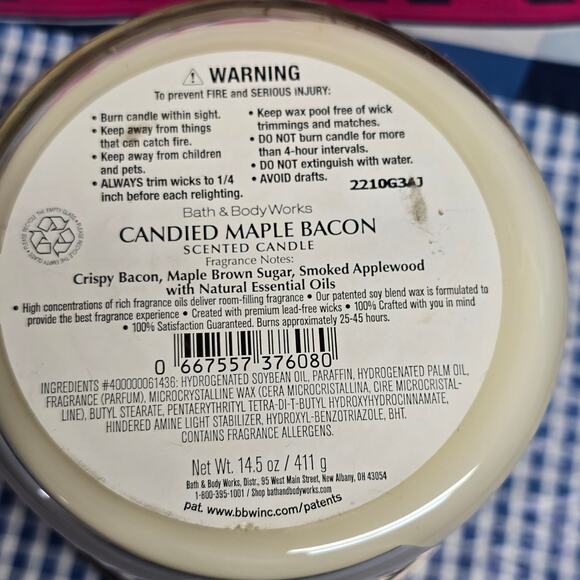 ⚠ WARNING
To prevent FIRE and SERIOUS INJURY:
• Burn candle within sight.
• Keep away from things
that can catch fire.
• Keep away from children
and pets.
• ALWAYS trim wicks to 1/4
inch before each relighting.
• Keep wax pool free of wick
trimmings and matches.
• DO NOT burn candle for more
than 4-hour intervals.
• DO NOT extinguish with water.
• AVOID drafts.
2210G3AJ
PLEASE RECYCLE THE EMPTY GLASS
Bath & Body Works
CANDIED MAPLE BACON
SCENTED CANDLE
Fragrance Notes:
Crispy Bacon, Maple Brown Sugar, Smoked Applewood
with Natural Essential Oils
• High concentrations of rich fragrance oils deliver room-filling fragrance • Our patented soy blend wax is formulated to
provide the best fragrance experience • Created with premium lead-free wicks • 100% Crafted with you in mind
• 100% Satisfaction Guaranteed. Burns approximately 25-45 hours.
0 667557 376080
INGREDIENTS #400000061436: HYDROGENATED SOYBEAN OIL, PARAFFIN, HYDROGENATED PALM OIL,
FRAGRANCE (PARFUM), MICROCRYSTALLINE WAX (CERA MICROCRISTALLINA, CIRE MICROCRISTAL-
LINE), BUTYL STEARATE, PENTAERYTHRITYL TETRA-DI-T-BUTYL HYDROXYHYDROCINNAMATE,
HINDERED AMINE LIGHT STABILIZER, HYDROXYL-BENZOTRIAZOLE, BHT.
CONTAINS FRAGRANCE ALLERGENS.
Net Wt. 14.5 oz / 411 g
Bath & Body Works, Distr., 95 West Main Street, New Albany, OH 43054
1-800-395-1001 / Shop bathandbodyworks.com
pat. www.bbwinc.com/patents